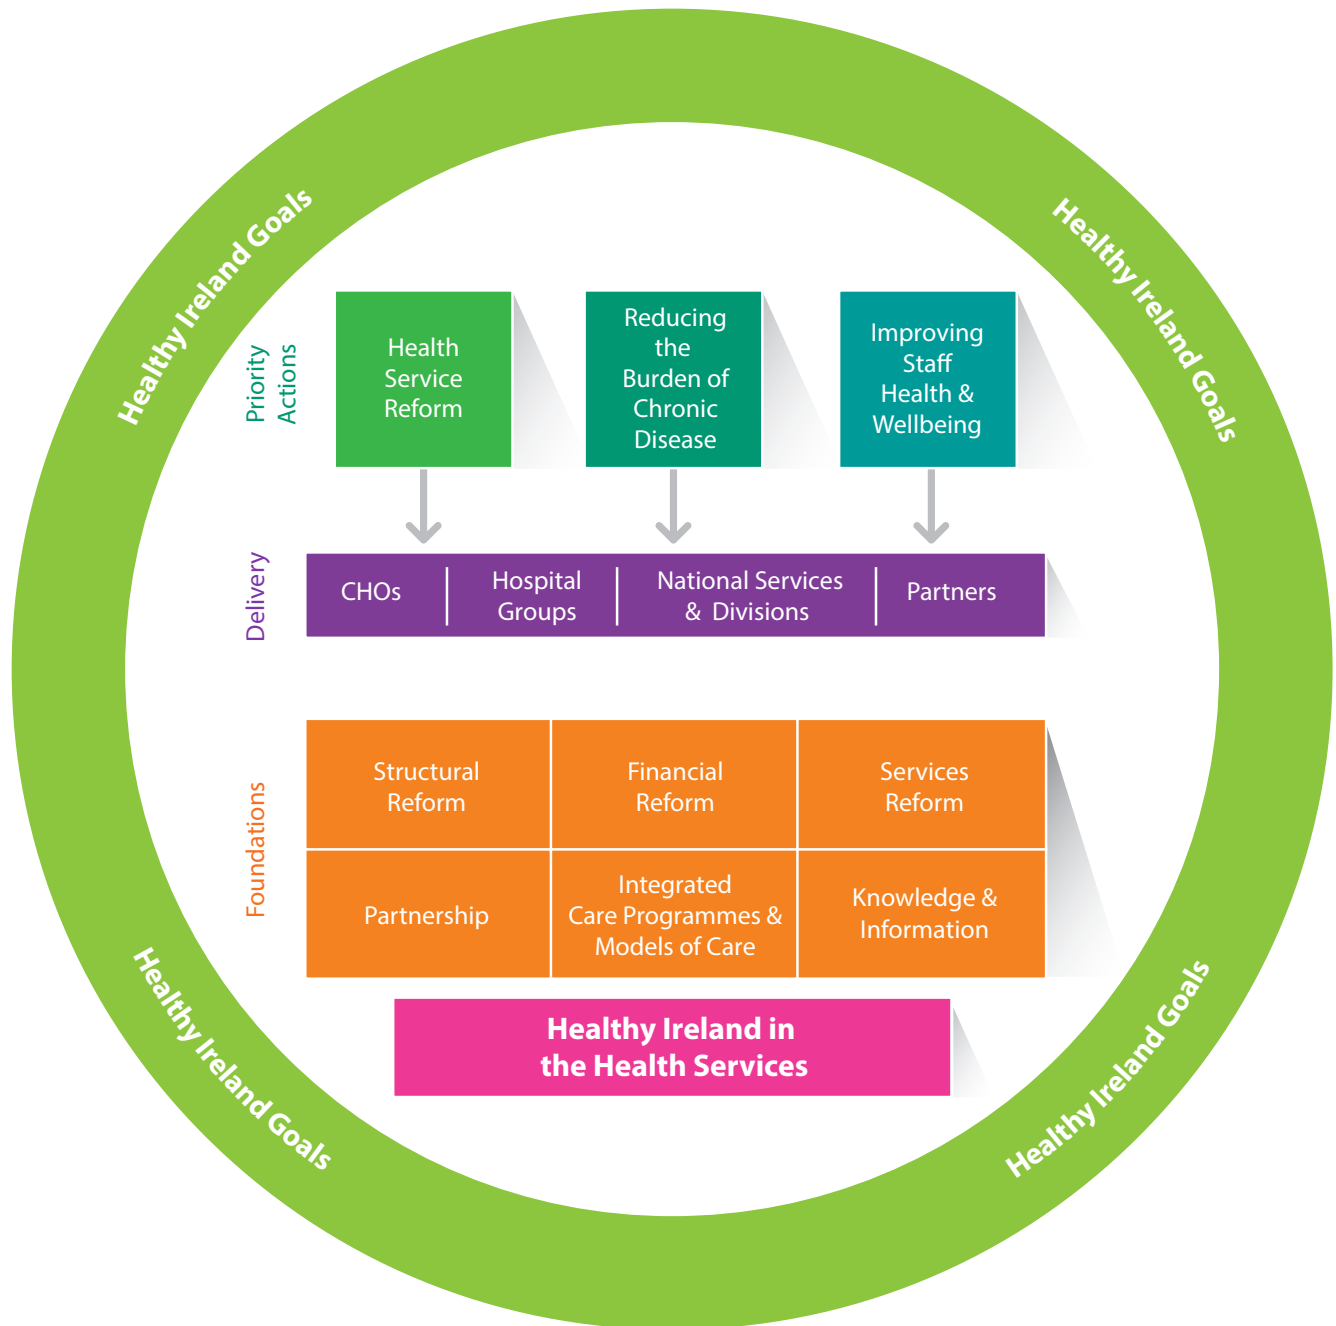 Healthy Ireland Goals
Healthy Ireland Goals
Priority
Actions
Health
Service
Reform
Reducing
the
Burden of
Chronic
Disease
Improving
Staff
Health &
Wellbeing
Delivery
CHOs
Hospital
Groups
National Services
& Divisions
Partners
Foundations
Structural
Reform
Financial
Reform
Services
Reform
Partnership
Integrated
Care Programmes &
Models of Care
Knowledge &
Information
Healthy Ireland in
the Health Services
Healthy Ireland Goals
Healthy Ireland Goals